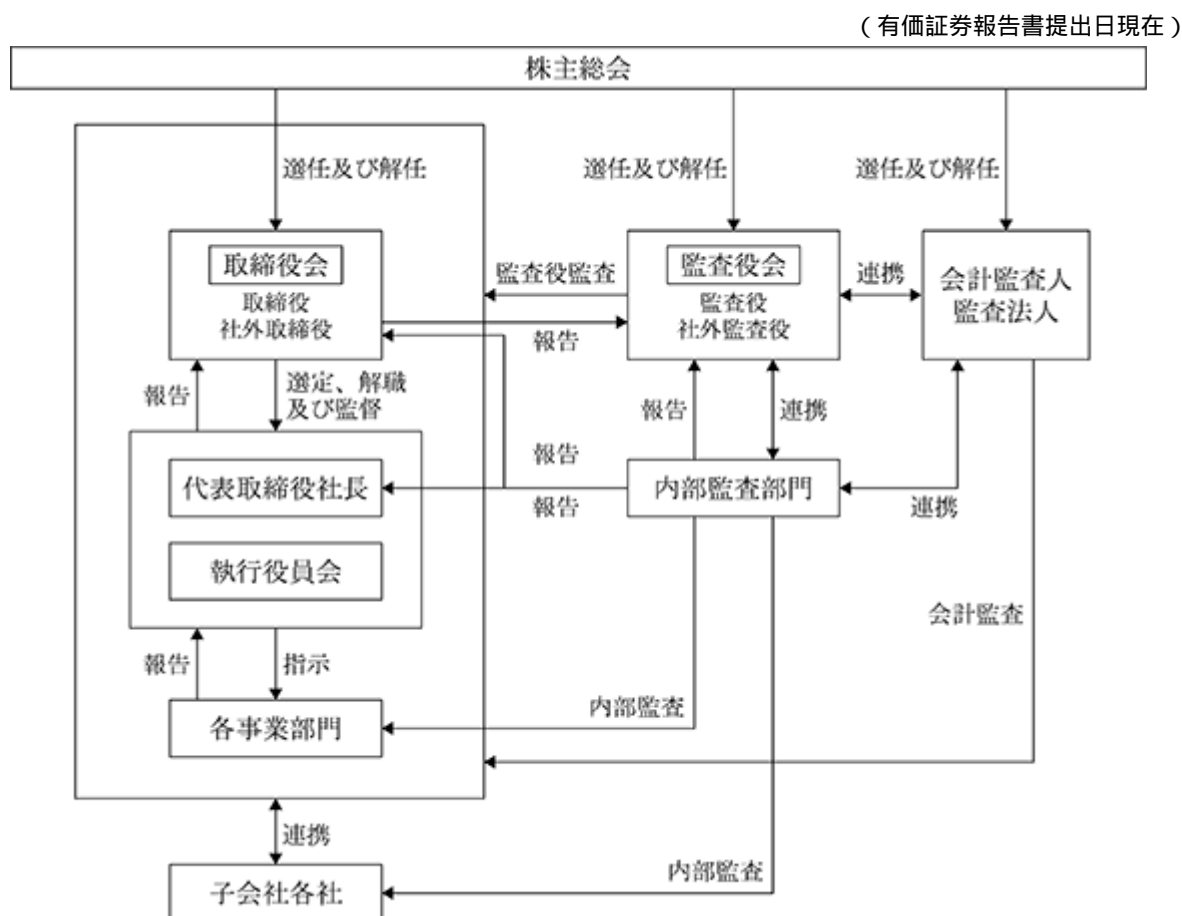 （有価証券報告書提出日現在）
株主総会
選任及び解任
選任及び解任
選任及び解任
取締役会
取締役
社外取締役
監査役監査
報告
監査役会
監査役
社外監査役
連携
会計監査人
監査法人
報告
選定、解職
及び監督
報告
連携
代表取締役社長
報告
報告
内部監査部門
連携
執行役員会
会計監査
報告
指示
各事業部門
内部監査
連携
子会社各社
内部監査